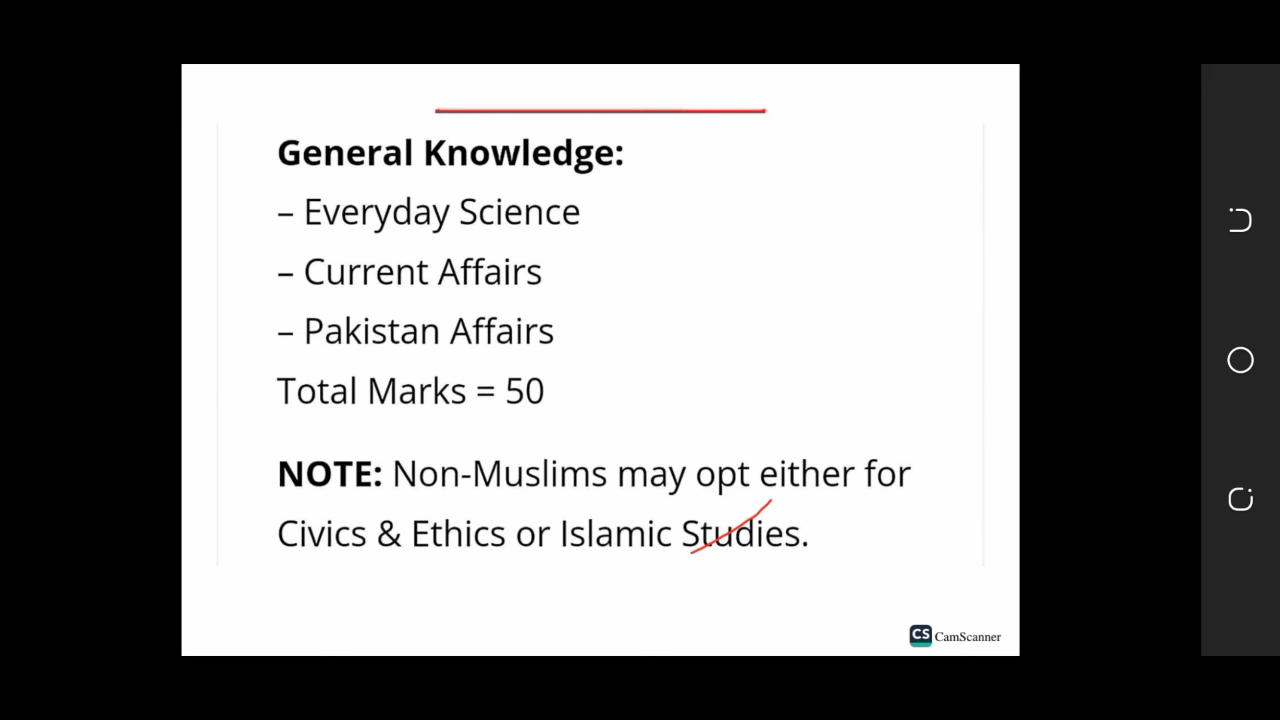 General Knowledge:
– Everyday Science
– Current Affairs
– Pakistan Affairs
Total Marks = 50
NOTE: Non-Muslims may opt either for
Civics & Ethics or Islamic Studies.
CS CamScanner